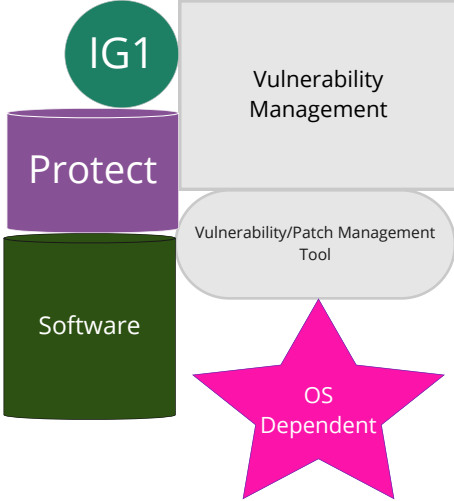 IG1
Vulnerability
Management
Protect
Vulnerability/Patch Management
Tool
Software
OS
Dependent